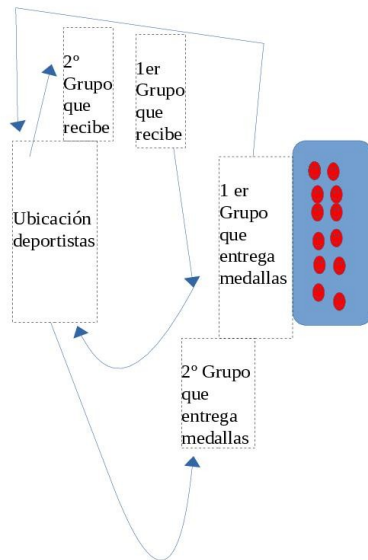 2º
Grupo
que
recibe
1er
Grupo
que
recibe
Ubicación
deportistas
1 er
Grupo
que
entrega
medallas
2º Grupo
que
entrega
medallas